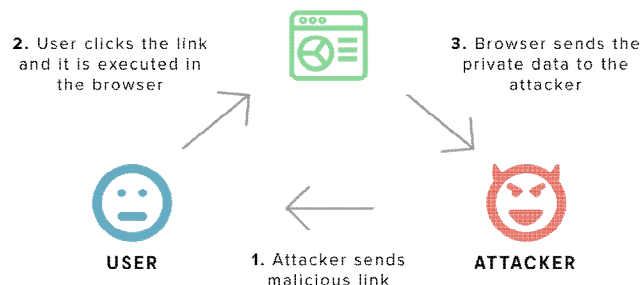 2. User clicks the link
and it is executed in
the browser
3. Browser sends the
private data to the
attacker
USER
1. Attacker sends
malicious link
ATTACKER